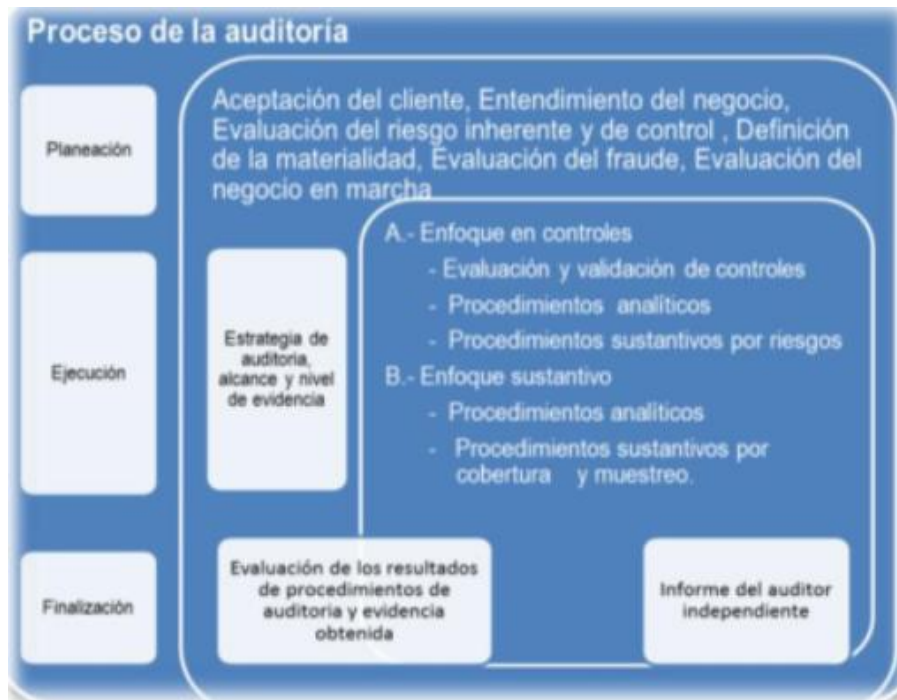 Proceso de la auditoría
Planeación
Aceptación del cliente, Entendimiento del negocio,
Evaluación del riesgo inherente y de control , Definición
de la materialidad, Evaluación del fraude, Evaluación del
negocio en marcha
Ejecución
Estrategia de
auditoria,
alcance y nivel
de evidencia
A.- Enfoque en controles
- Evaluación y validación de controles
- Procedimientos analíticos
- Procedimientos sustantivos por riesgos
B.- Enfoque sustantivo
- Procedimientos analíticos
- Procedimientos sustantivos por
cobertura y muestreo.
Finalización
Evaluación de los resultados
de procedimientos de
auditoria y evidencia
obtenida
Informe del auditor
independiente